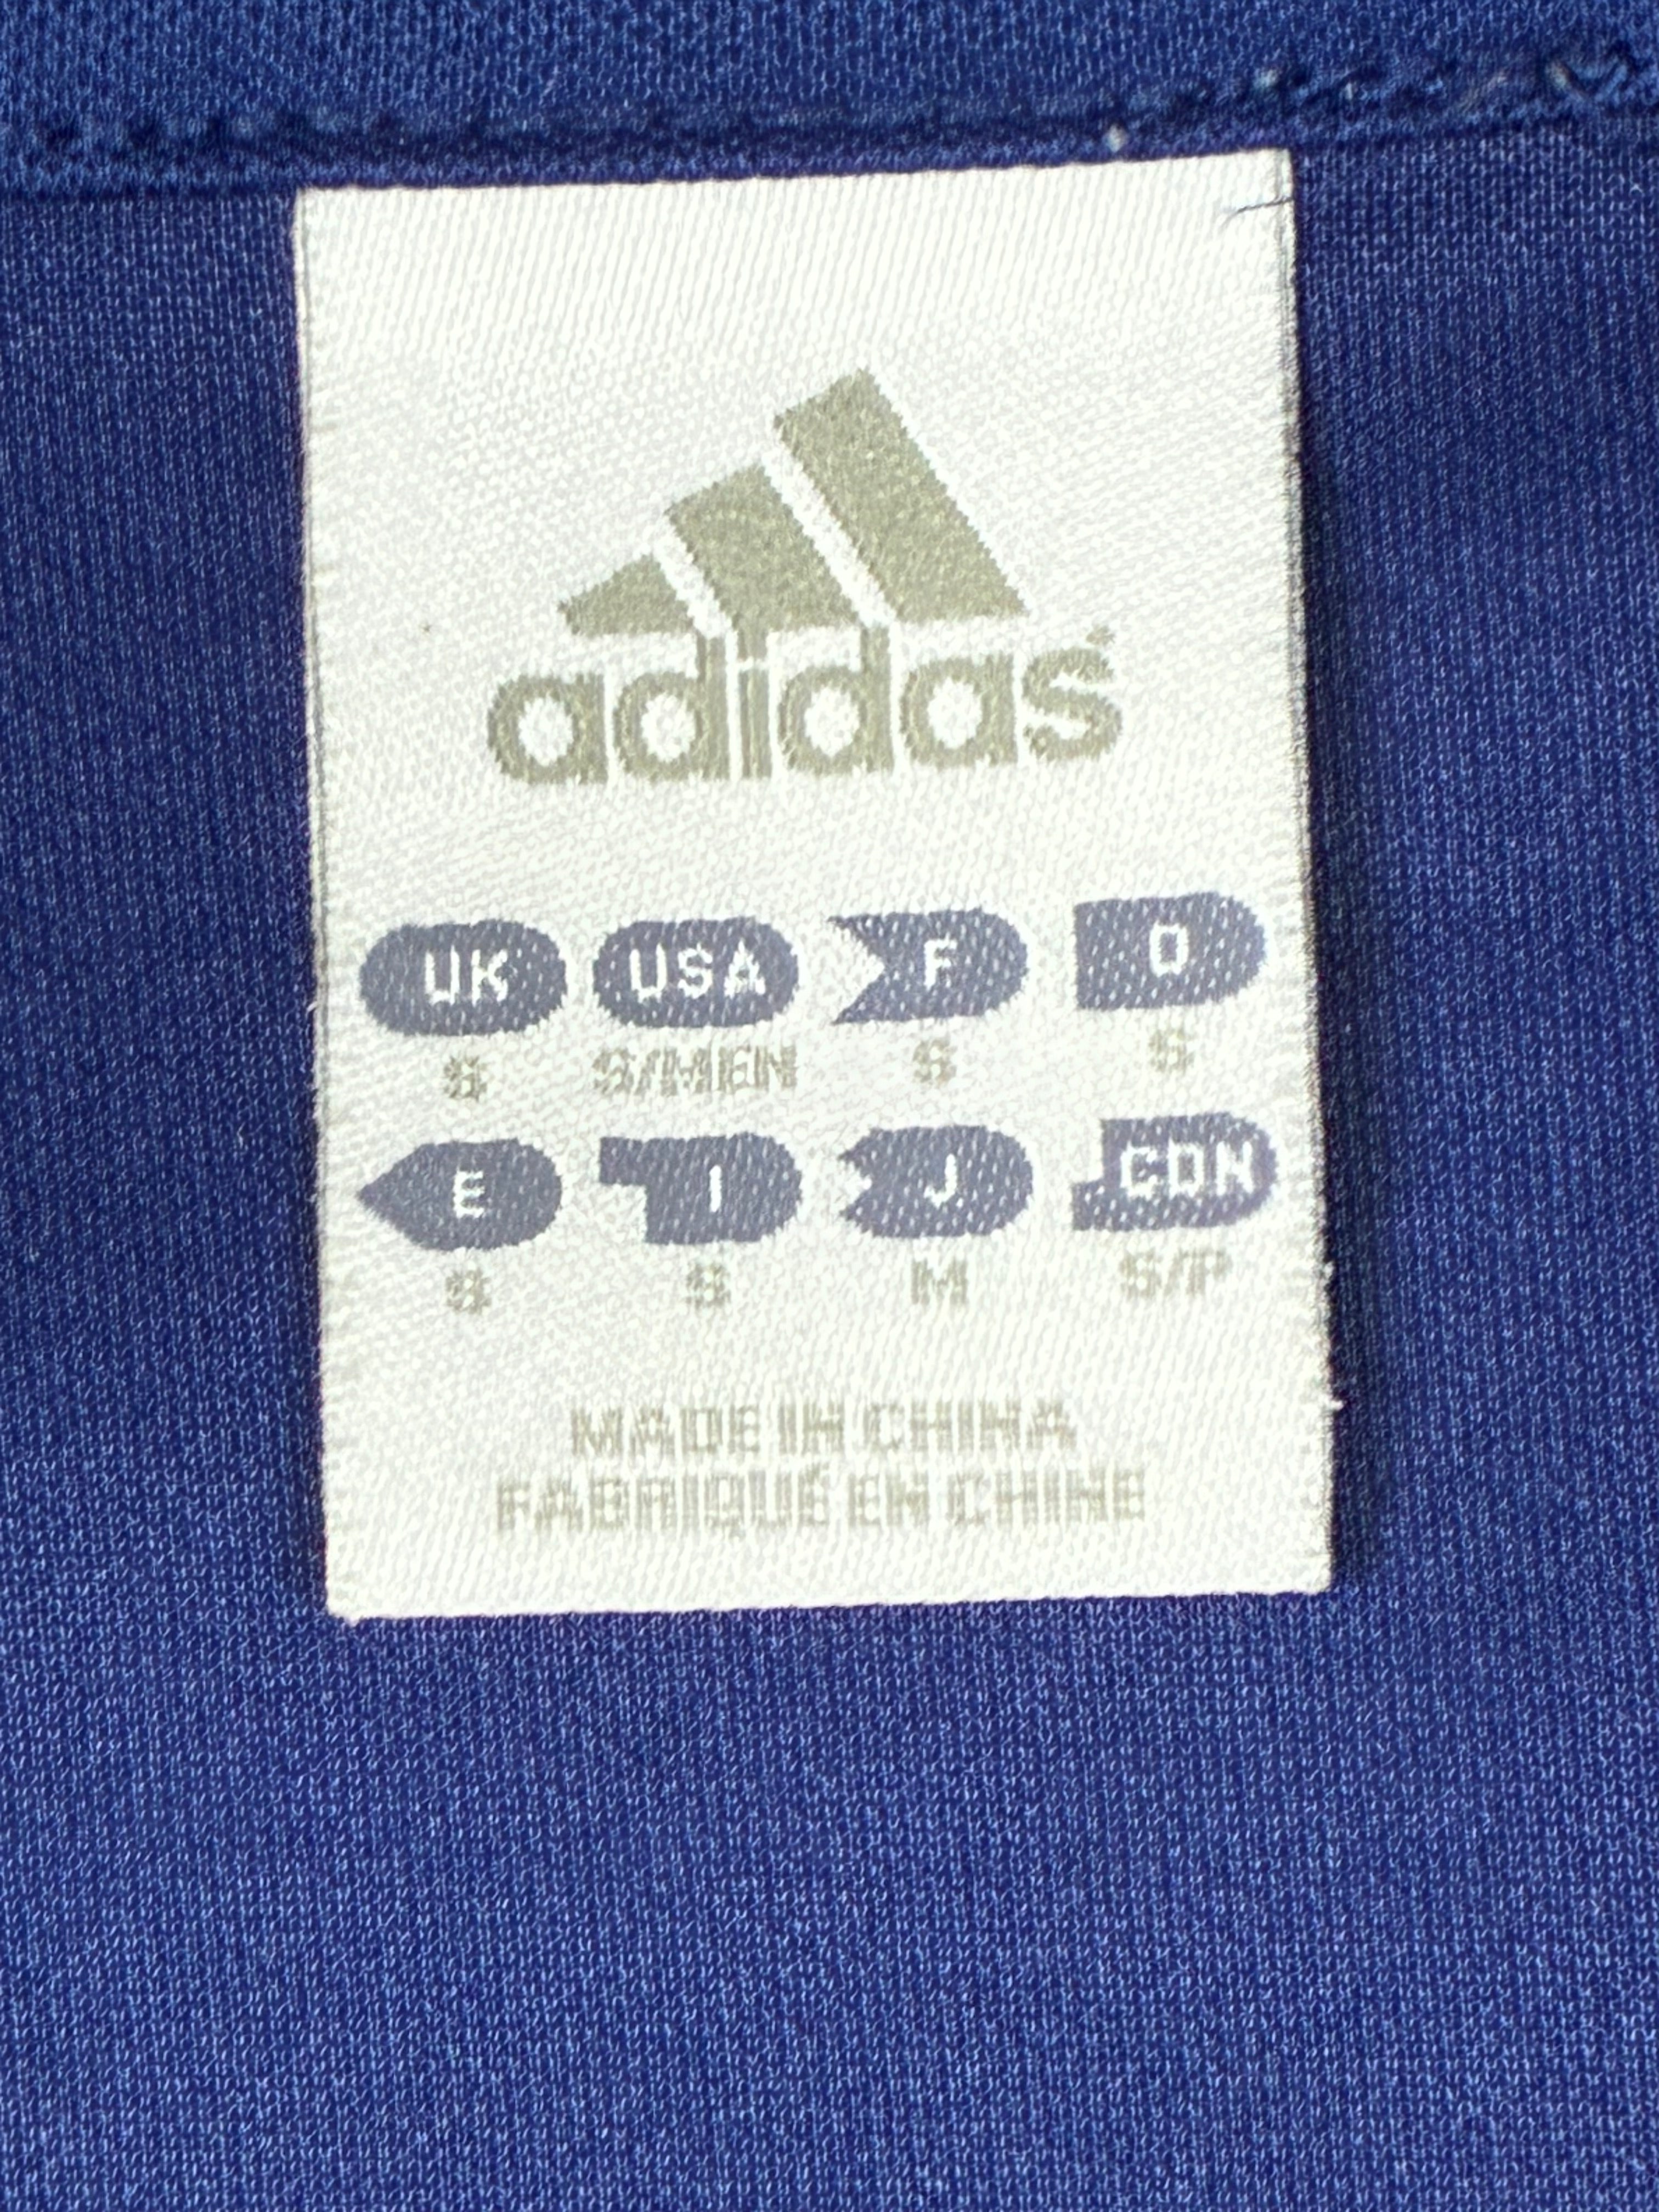 adidas
UK USA F D
S S/MEN S S
E I J CDN
S S M S/P
MADE IN CHINA
FABRIQUÉ EN CHINE